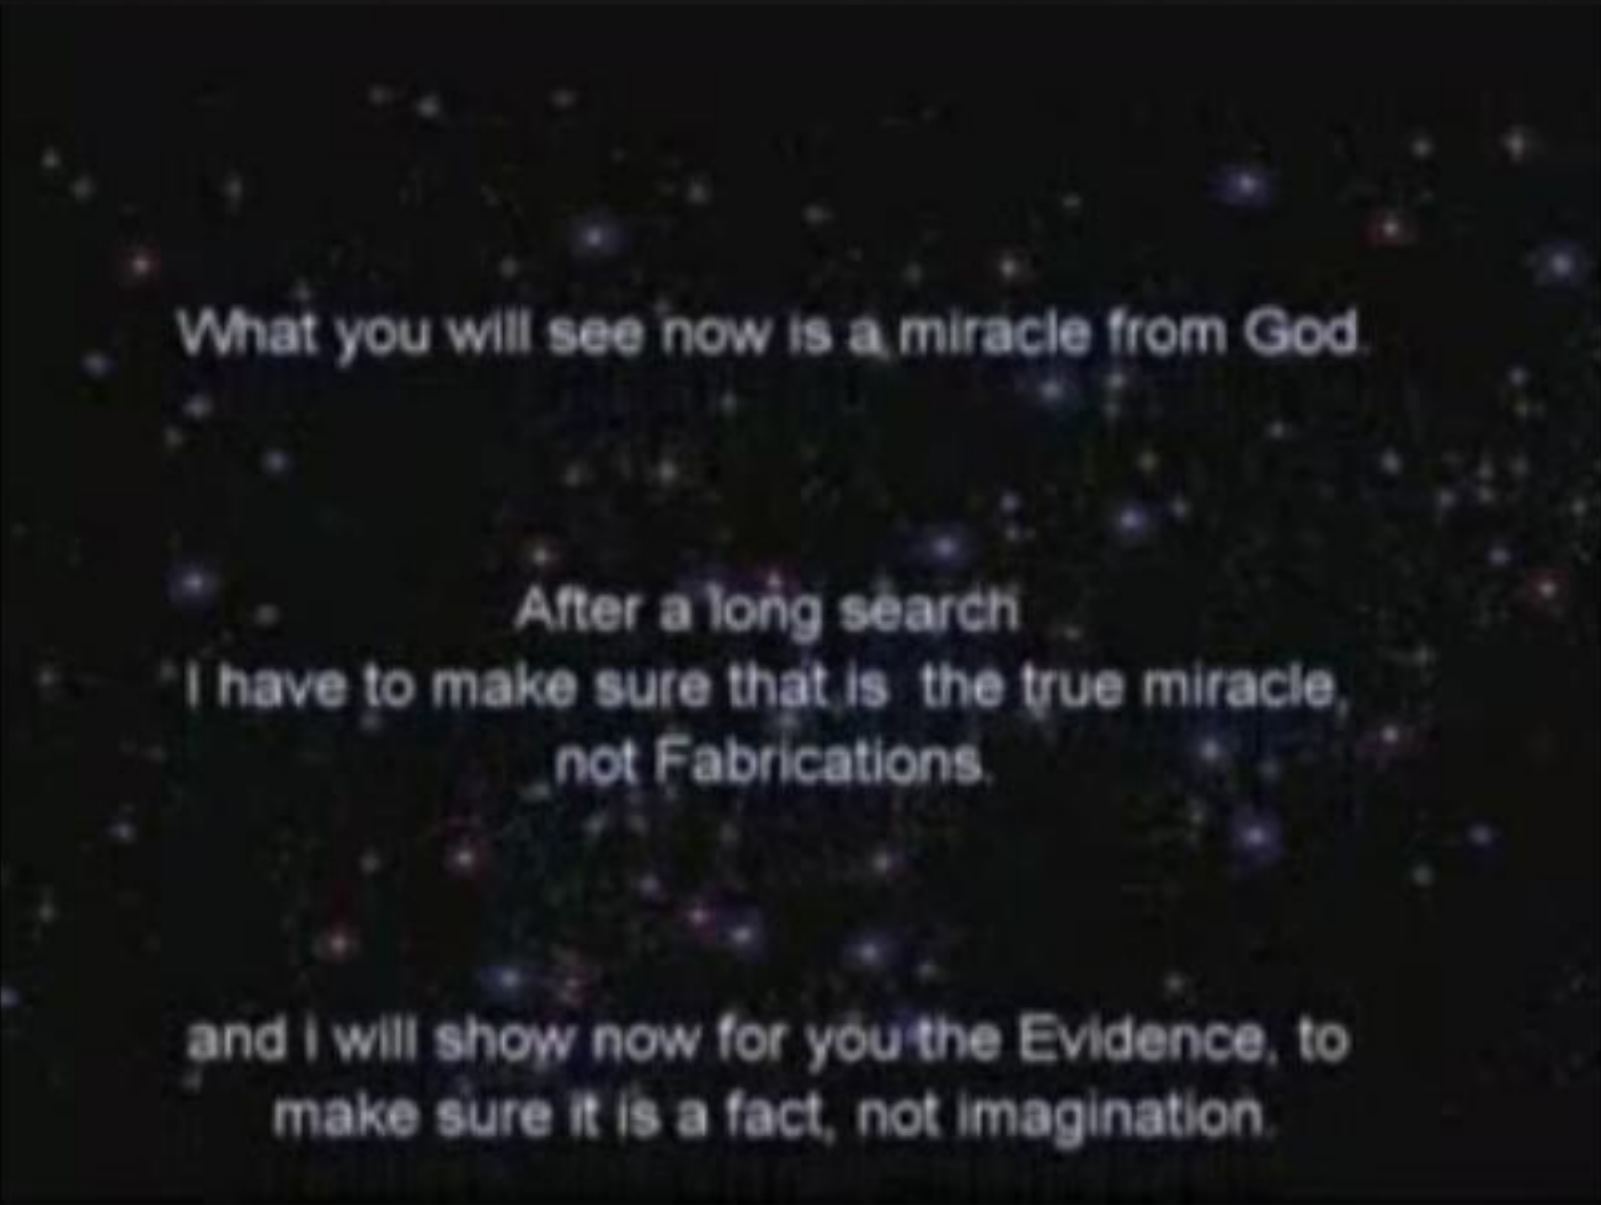 What you will see now is a miracle from God.
After a long search
I have to make sure that is the true miracle,
not Fabrications.
and i will show now for you the Evidence, to
make sure it is a fact, not imagination.